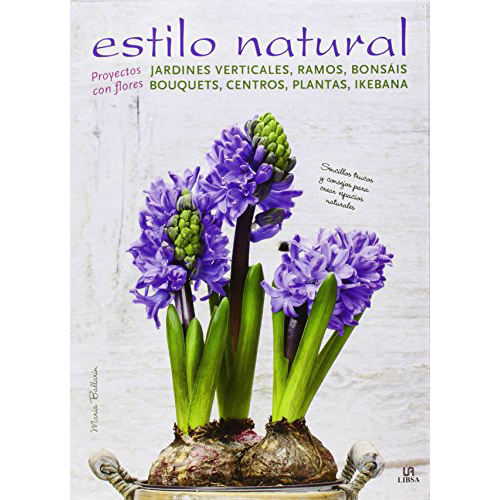 estilo natural
Proyectos
con flores
JARDINES VERTICALES, RAMOS, BONSÁIS
BOUQUETS, CENTROS, PLANTAS, IKEBANA
Sencillos trucos
y consejos para
crear espacios
naturales
María Ballarín
LIBSA